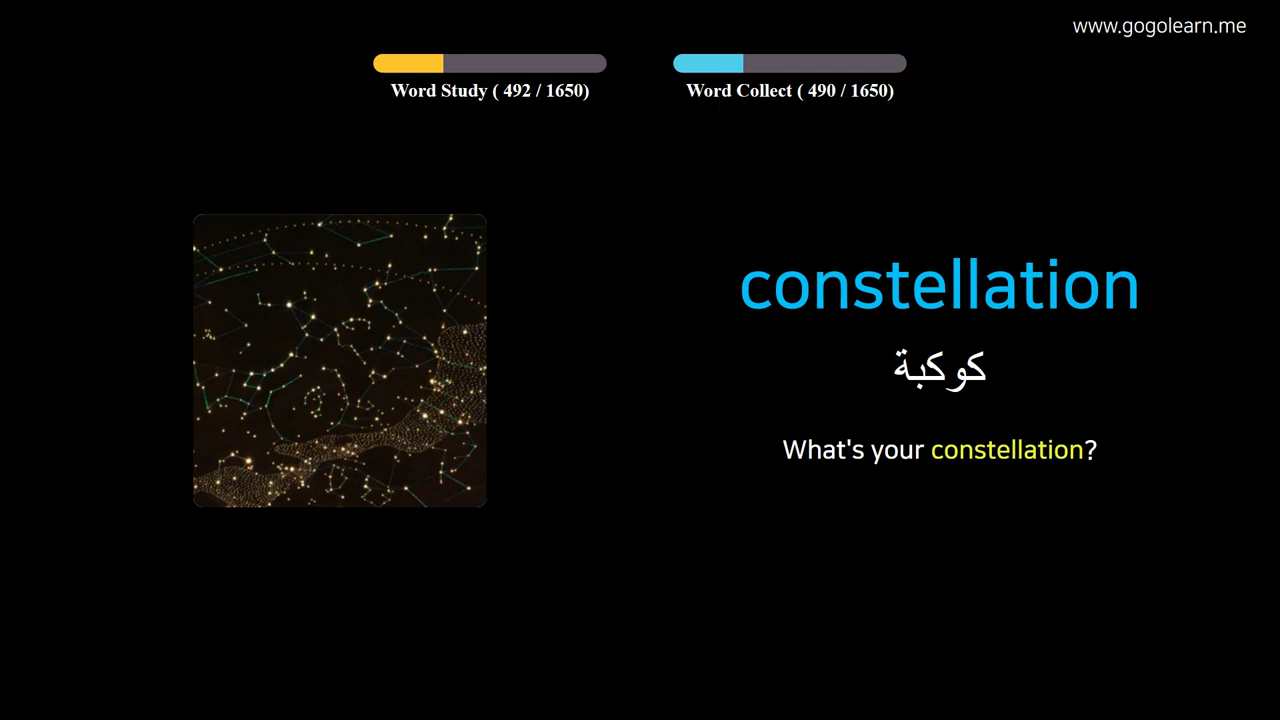 www.gogolearn.me
Word Study ( 492 / 1650)
Word Collect ( 490 / 1650)
constellation
كوكبة
What's your constellation?